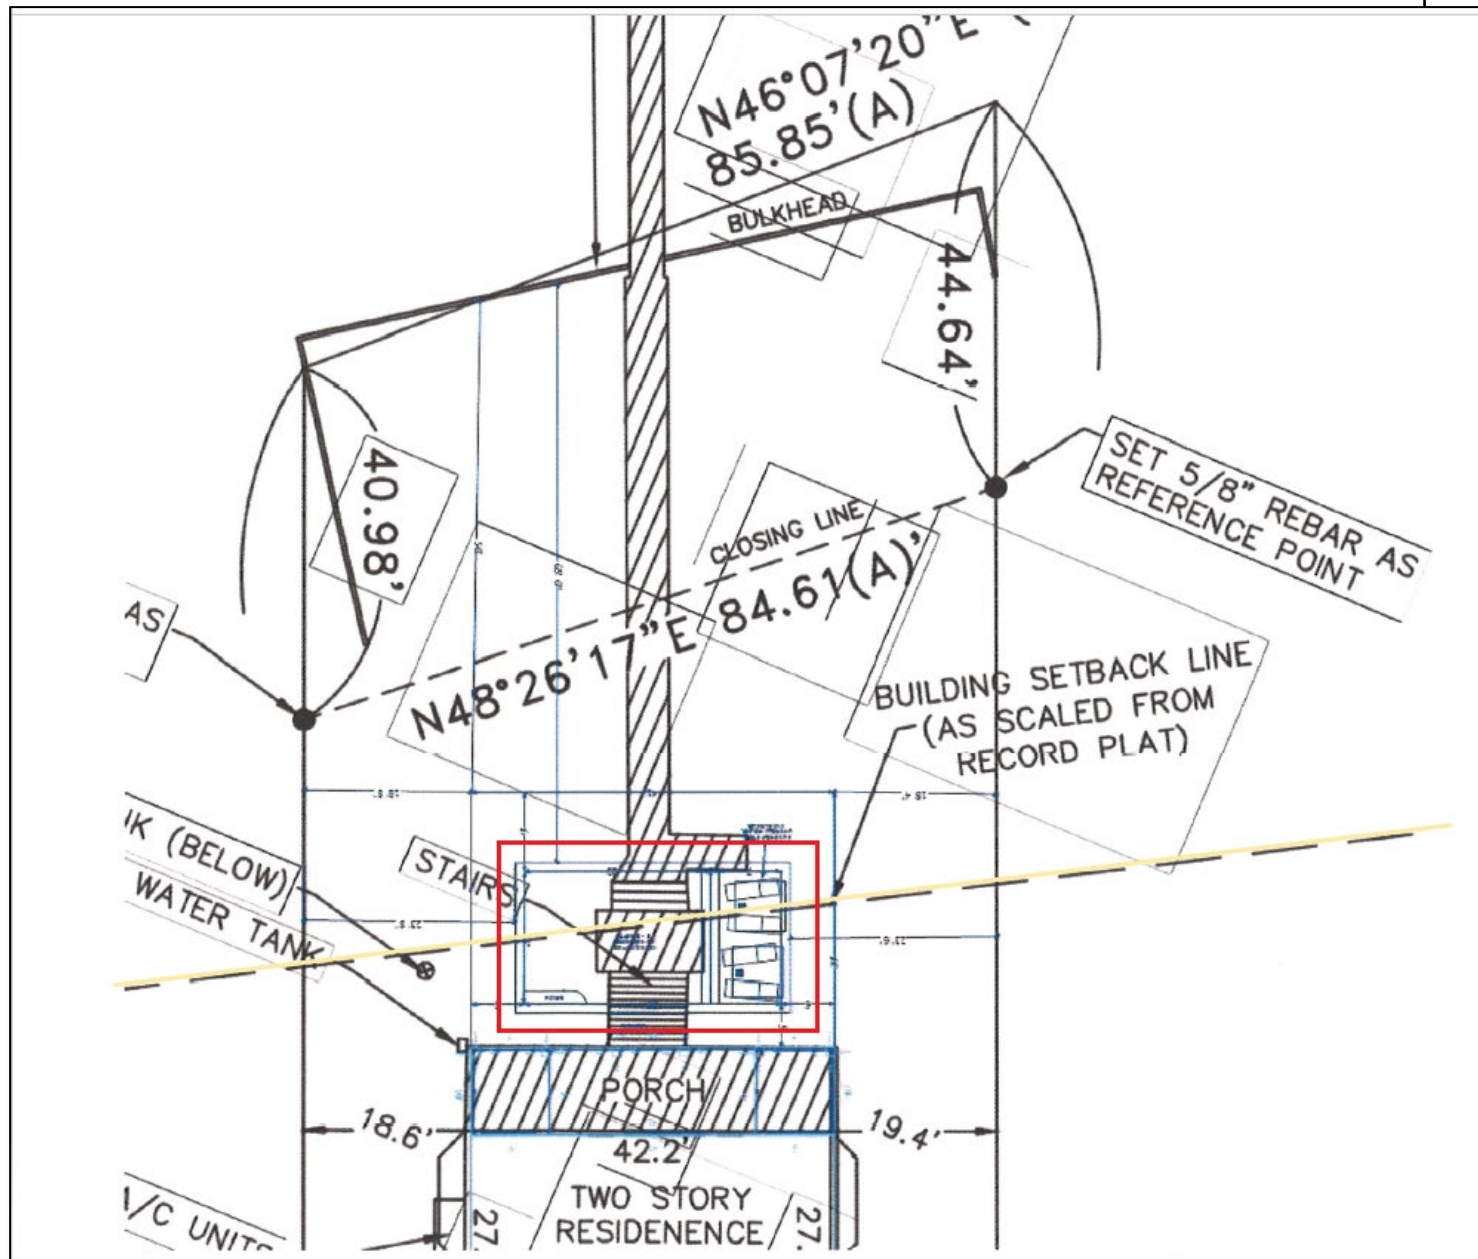 N46°07'20"E (
85.85'(A)
BULKHEAD
44.64'
40.98'
SET 5/8" REBAR AS
REFERENCE POINT
CLOSING LINE
N48°26'17"E 84.61(A)'
AS
BUILDING SETBACK LINE
(AS SCALED FROM
RECORD PLAT)
(BELOW)
STAIRS
WATER TANK
PORCH
18.6'
19.4'
42.2'
TWO STORY
RESIDENENCE
A/C UNITS
27.
27.